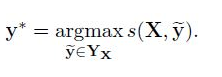 y* = argmax s(X, ỹ).
ỹ∈Y_X